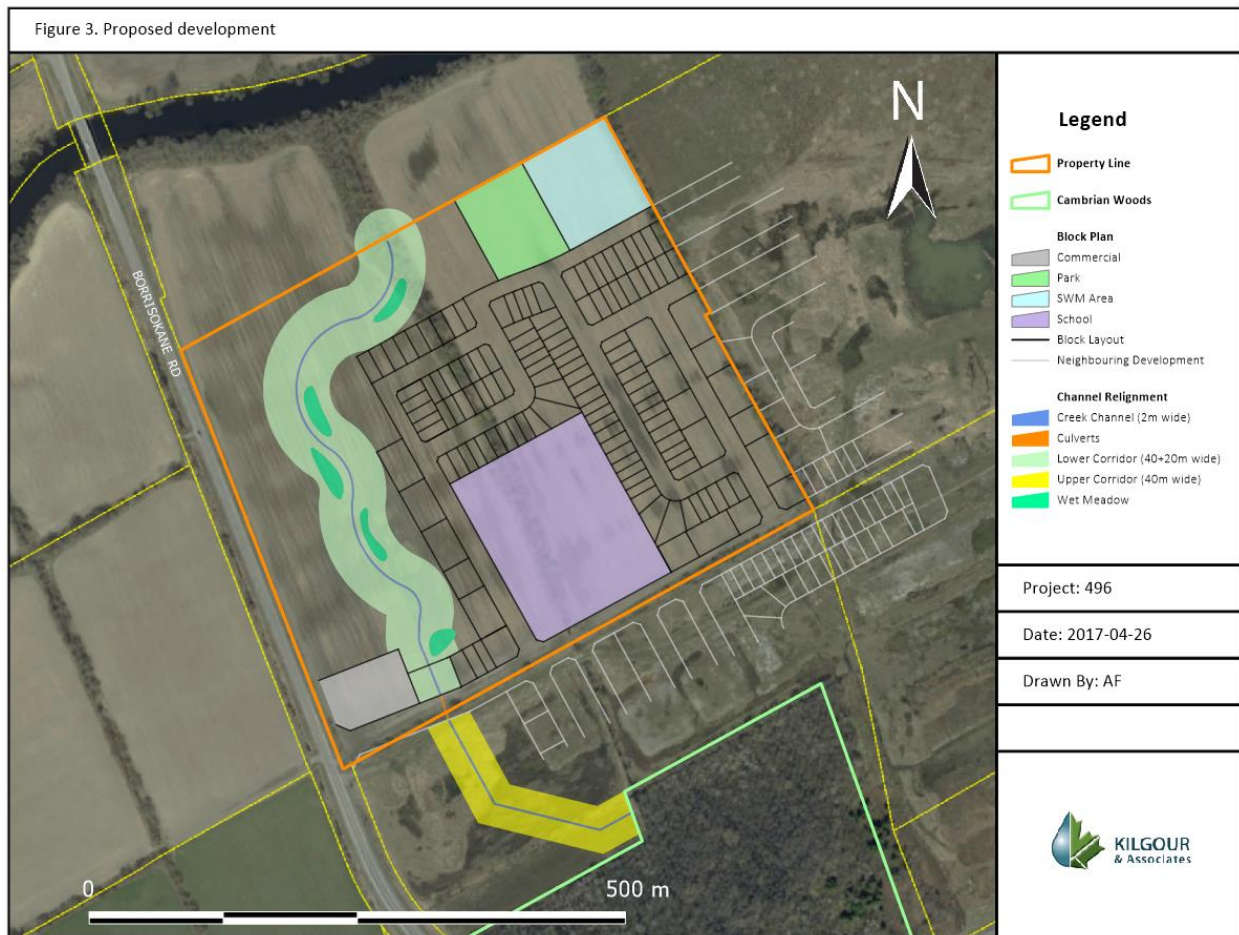 Figure 3. Proposed development
N
BORRISOKANE RD
0
500 m
Legend
Property Line
Cambrian Woods
Block Plan
Commercial
Park
SWM Area
School
Block Layout
Neighbouring Development
Channel Relignment
Creek Channel (2m wide)
Culverts
Lower Corridor (40+20m wide)
Upper Corridor (40m wide)
Wet Meadow
Project: 496
Date: 2017-04-26
Drawn By: AF
KILGOUR
& Associates